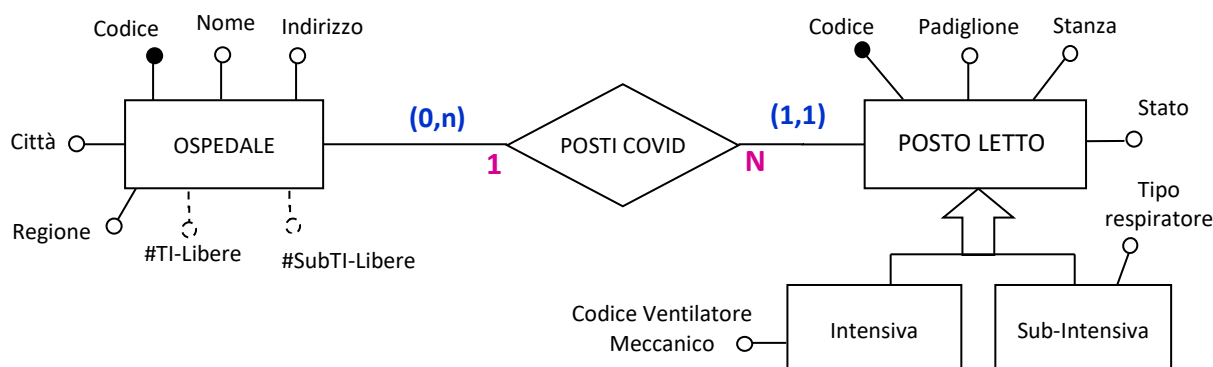 Codice
Nome
Indirizzo
Codice
Padiglione
Stanza
(0,n)
(1,1)
Stato
Città
OSPEDALE
POSTI COVID
POSTO LETTO
1
N
Tipo
respiratore
Regione
#TI-Libere
#SubTI-Libere
Codice Ventilatore
Meccanico
Intensiva
Sub-Intensiva